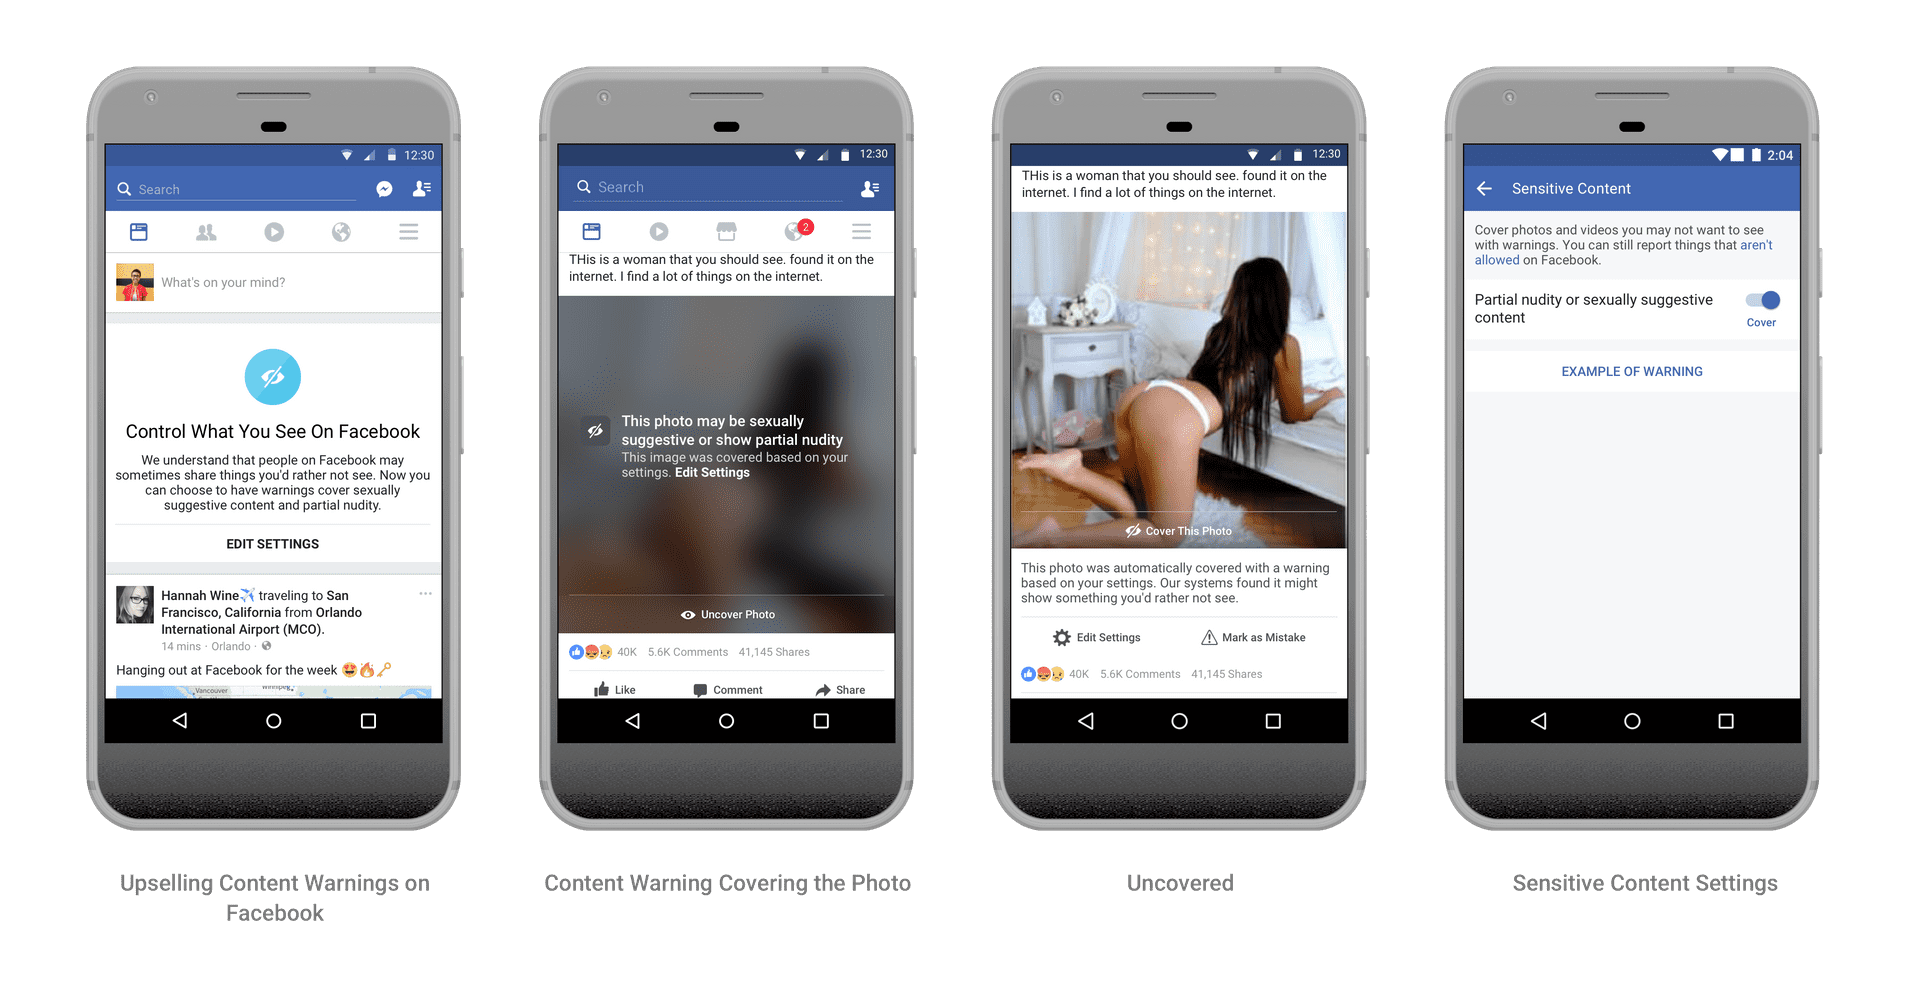 12:30
Search
What's on your mind?
Control What You See On Facebook
We understand that people on Facebook may
sometimes share things you'd rather not see. Now you
can choose to have warnings cover sexually
suggestive content and partial nudity.
EDIT SETTINGS
Hannah Wine traveling to San
Francisco, California from Orlando
International Airport (MCO).
14 mins · Orlando ·
Hanging out at Facebook for the week
Vancouver
Winnipeg
Upselling Content Warnings on
Facebook
12:30
Search
2
THis is a woman that you should see. found it on the
internet. I find a lot of things on the internet.
This photo may be sexually
suggestive or show partial nudity
This image was covered based on your
settings. Edit Settings
Uncover Photo
40K 5.6K Comments 41,145 Shares
Like Comment Share
Content Warning Covering the Photo
12:30
THis is a woman that you should see. found it on the
internet. I find a lot of things on the internet.
Cover This Photo
This photo was automatically covered with a warning
based on your settings. Our systems found it might
show something you'd rather not see.
Edit Settings Mark as Mistake
40K 5.6K Comments 41,145 Shares
Uncovered
2:04
Sensitive Content
Cover photos and videos you may not want to see
with warnings. You can still report things that aren't
allowed on Facebook.
Partial nudity or sexually suggestive
content
Cover
EXAMPLE OF WARNING
Sensitive Content Settings